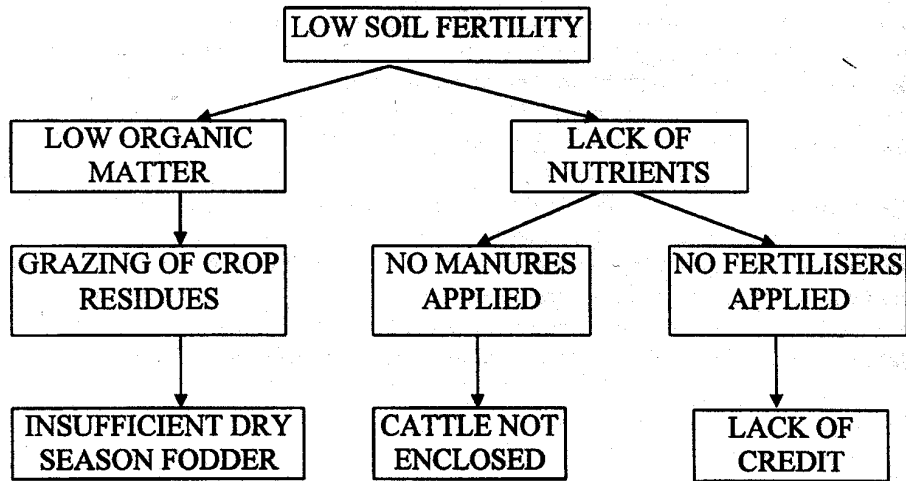 LOW SOIL FERTILITY
LOW ORGANIC
MATTER
LACK OF
NUTRIENTS
GRAZING OF CROP
RESIDUES
NO MANURES
APPLIED
NO FERTILISERS
APPLIED
INSUFFICIENT DRY
SEASON FODDER
CATTLE NOT
ENCLOSED
LACK OF
CREDIT